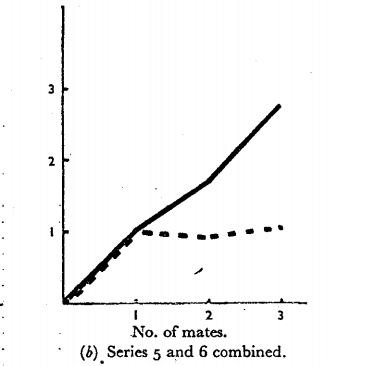 3
2
1
1 2 3
No. of mates.
(b) Series 5 and 6 combined.